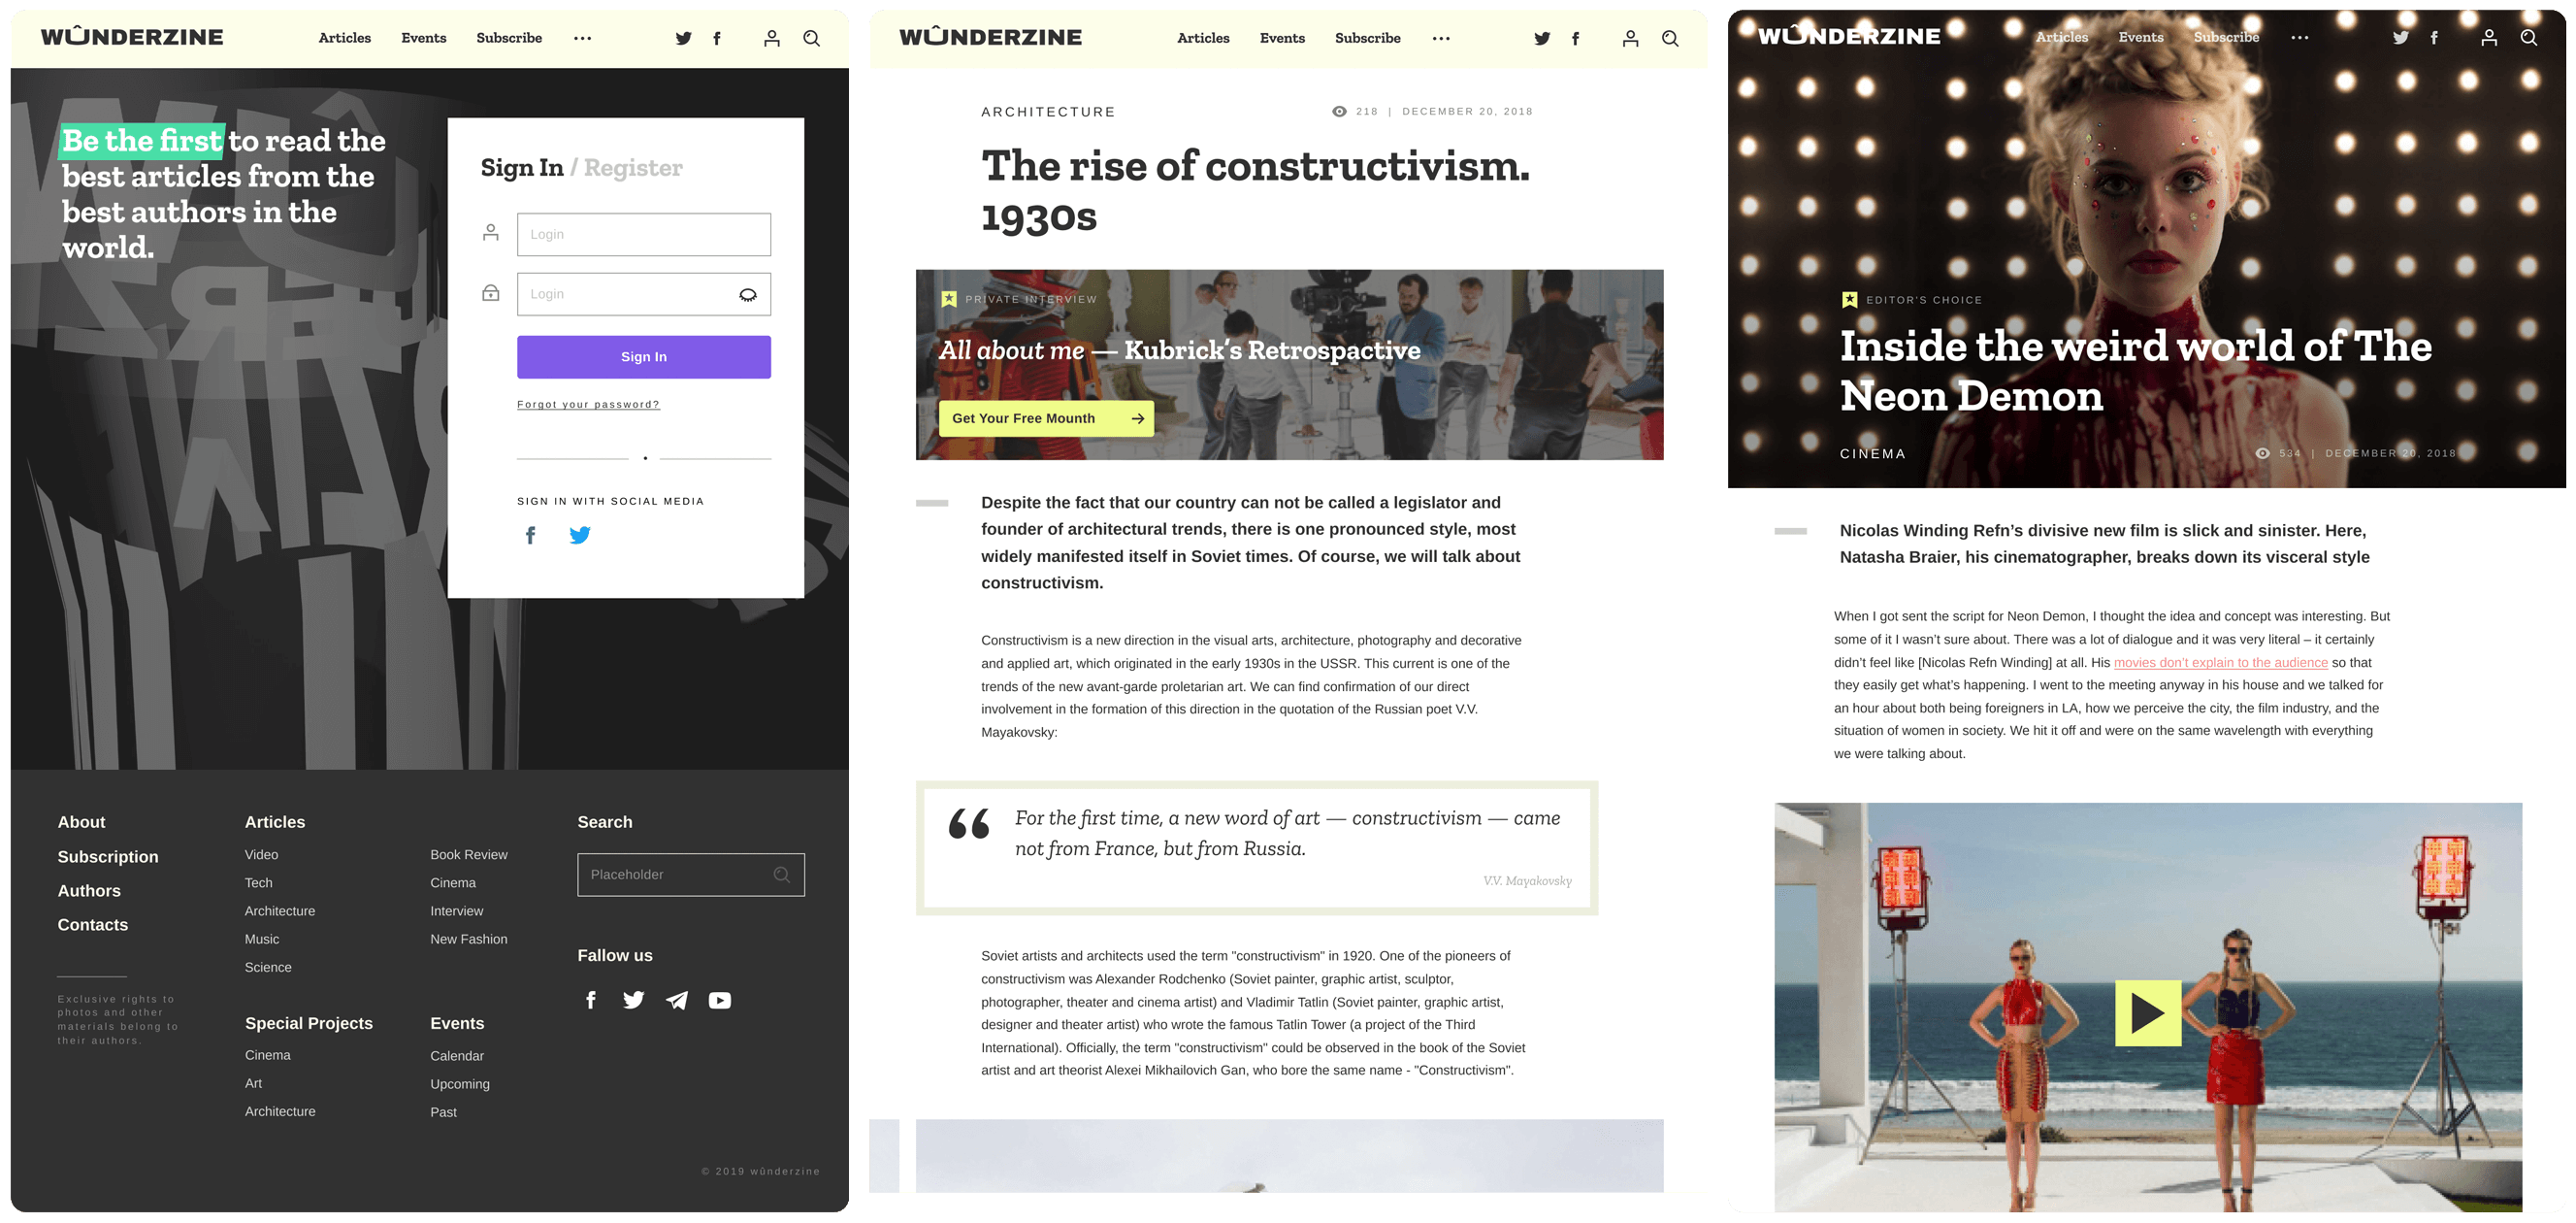 WÛNDERZINE
Articles
Events
Subscribe
Be the first to read the
best articles from the
best authors in the
world.
Sign In / Register
Login
Login
Sign In
Forgot your password?
SIGN IN WITH SOCIAL MEDIA
About
Subscription
Authors
Contacts
Exclusive rights to
photos and other
materials belong to
their authors.
Articles
Video
Tech
Architecture
Music
Science
Book Review
Cinema
Interview
New Fashion
Special Projects
Cinema
Art
Architecture
Events
Calendar
Upcoming
Past
Search
Placeholder
Fallow us
© 2019 wûnderzine
WÛNDERZINE
Articles
Events
Subscribe
ARCHITECTURE
218 | DECEMBER 20, 2018
The rise of constructivism.
1930s
PRIVATE INTERVIEW
All about me — Kubrick’s Retrospactive
Get Your Free Mounth
Despite the fact that our country can not be called a legislator and
founder of architectural trends, there is one pronounced style, most
widely manifested itself in Soviet times. Of course, we will talk about
constructivism.
Constructivism is a new direction in the visual arts, architecture, photography and decorative
and applied art, which originated in the early 1930s in the USSR. This current is one of the
trends of the new avant-garde proletarian art. We can find confirmation of our direct
involvement in the formation of this direction in the quotation of the Russian poet V.V.
Mayakovsky:
“ For the first time, a new word of art — constructivism — came
not from France, but from Russia.
V.V. Mayakovsky
Soviet artists and architects used the term "constructivism" in 1920. One of the pioneers of
constructivism was Alexander Rodchenko (Soviet painter, graphic artist, sculptor,
photographer, theater and cinema artist) and Vladimir Tatlin (Soviet painter, graphic artist,
designer and theater artist) who wrote the famous Tatlin Tower (a project of the Third
International). Officially, the term "constructivism" could be observed in the book of the Soviet
artist and art theorist Alexei Mikhailovich Gan, who bore the same name - "Constructivism".
WÛNDERZINE
Articles
Events
Subscribe
EDITOR'S CHOICE
Inside the weird world of The
Neon Demon
CINEMA
534 | DECEMBER 20, 2018
Nicolas Winding Refn’s divisive new film is slick and sinister. Here,
Natasha Braier, his cinematographer, breaks down its visceral style
When I got sent the script for Neon Demon, I thought the idea and concept was interesting. But
some of it I wasn’t sure about. There was a lot of dialogue and it was very literal – it certainly
didn’t feel like [Nicolas Refn Winding] at all. His movies don’t explain to the audience so that
they easily get what’s happening. I went to the meeting anyway in his house and we talked for
an hour about both being foreigners in LA, how we perceive the city, the film industry, and the
situation of women in society. We hit it off and were on the same wavelength with everything
we were talking about.